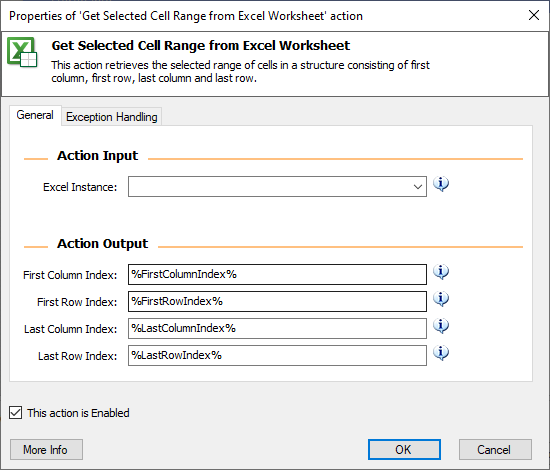 Properties of 'Get Selected Cell Range from Excel Worksheet' action
Get Selected Cell Range from Excel Worksheet
This action retrieves the selected range of cells in a structure consisting of first
column, first row, last column and last row.
General
Exception Handling
Action Input
Excel Instance:
Action Output
First Column Index: %FirstColumnIndex%
First Row Index: %FirstRowIndex%
Last Column Index: %LastColumnIndex%
Last Row Index: %LastRowIndex%
This action is Enabled
More Info
OK
Cancel